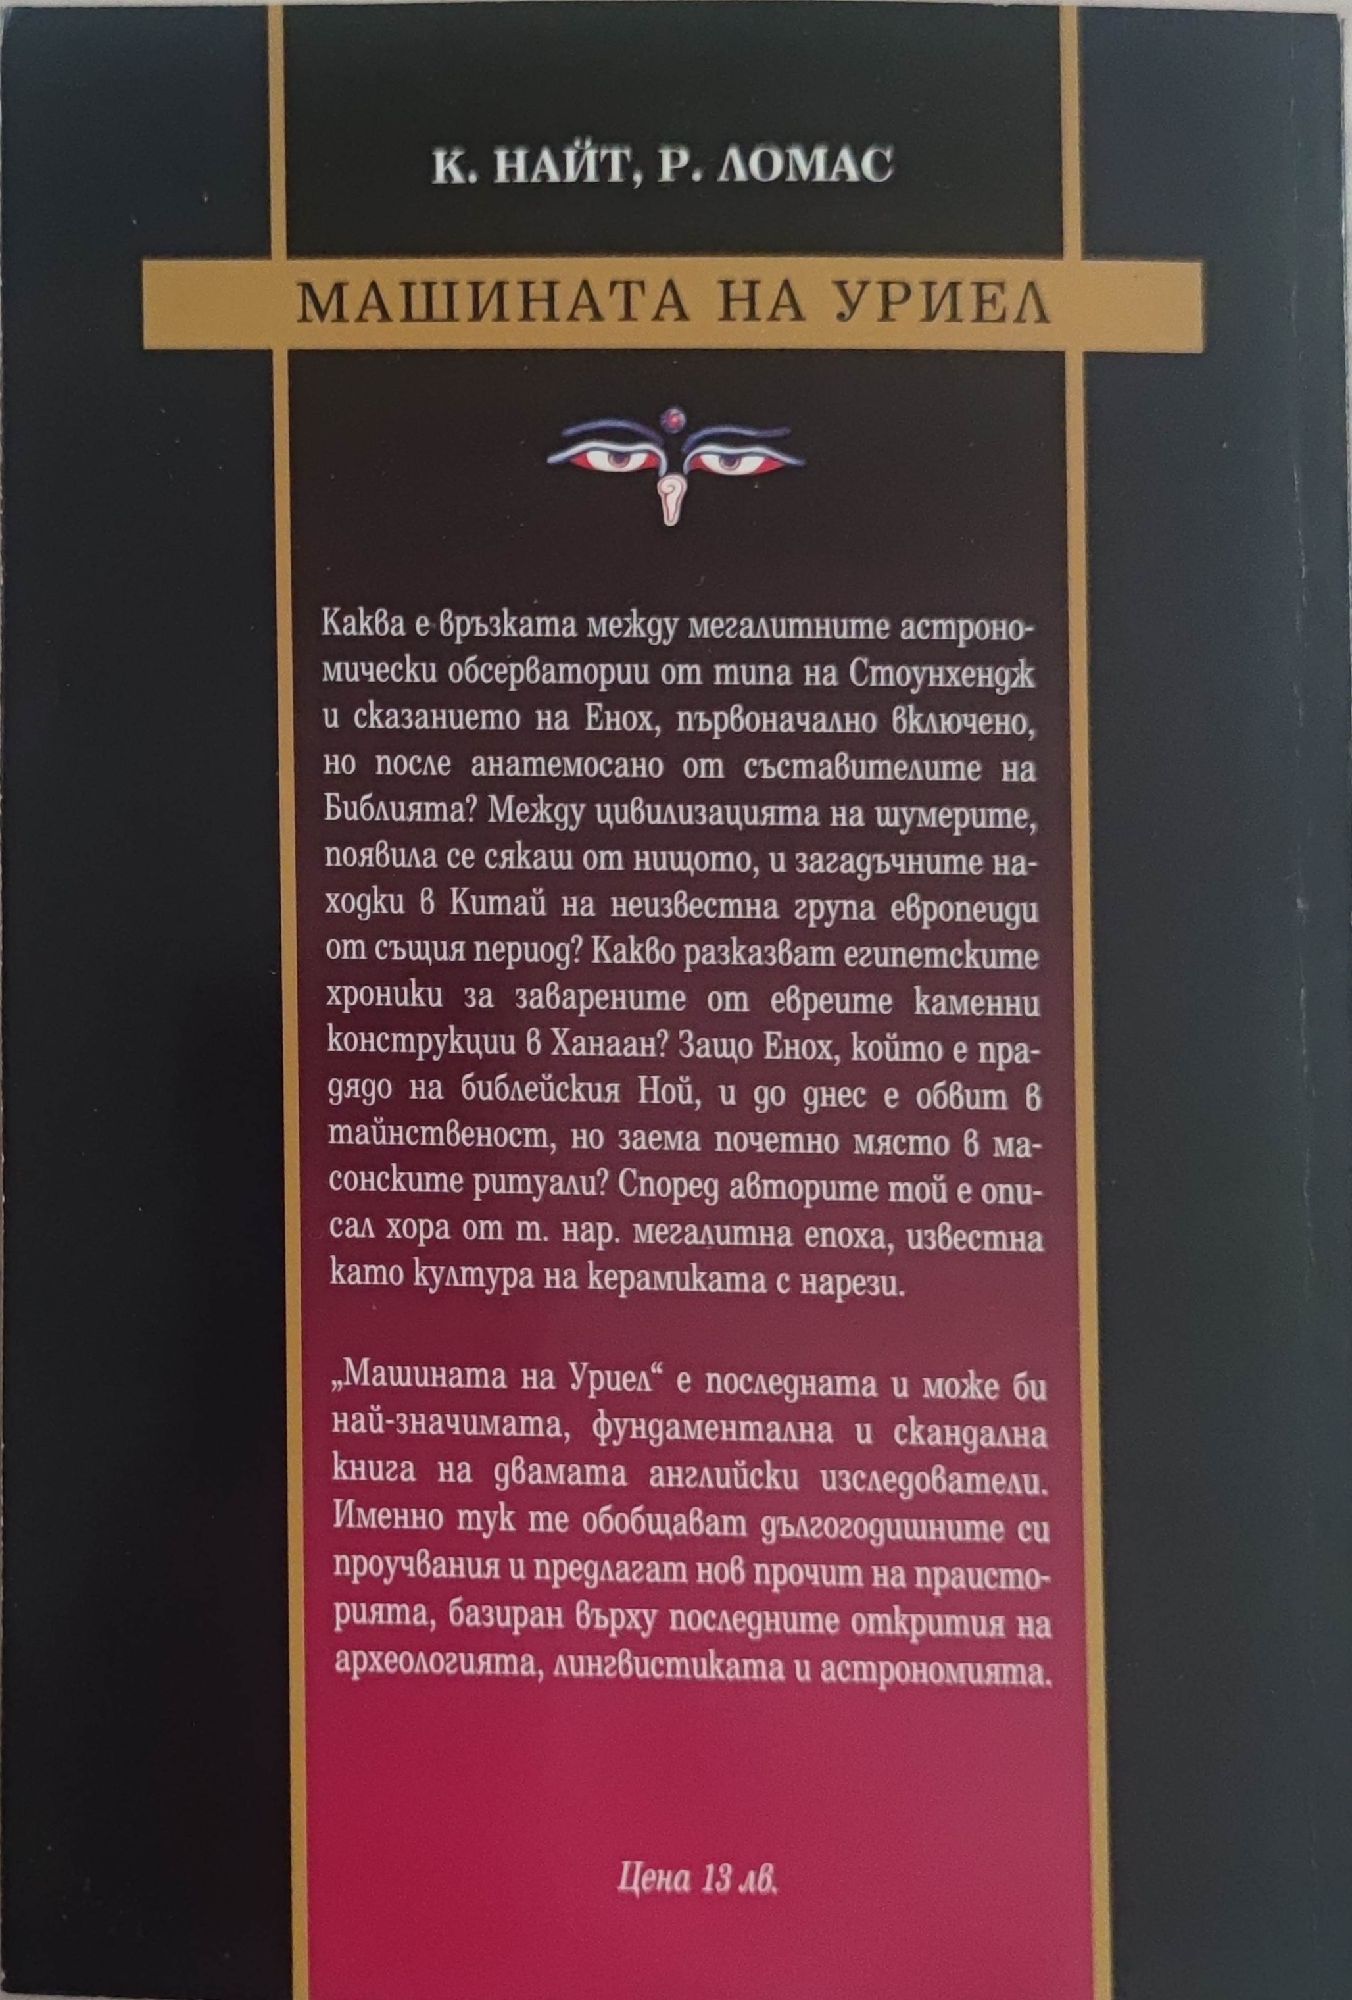 К. НАЙТ, Р. ЛОМАС
МАШИНАТА НА УРИЕЛ
Каква е връзката между мегалитните астроно-
мически обсерватории от типа на Стоунхендж
и сказанието на Енох, първоначално включено,
но после анатемосано от съставителите на
Библията? Между цивилизацията на шумерите,
появила се сякаш от нищото, и загадъчните на-
ходки в Китай на неизвестна група европеиди
от същия период? Какво разказват египетските
хроники за заварените от евреите каменни
конструкции в Ханаан? Защо Енох, който е пра-
дядо на библейския Ной, и до днес е обвит в
тайнственост, но заема почетно място в ма-
сонските ритуали? Според авторите той е опи-
сал хора от т. нар. мегалитна епоха, известна
като култура на керамиката с нарези.
„Машината на Уриел“ е последната и може би
най-значимата, фундаментална и скандална
книга на двамата английски изследователи.
Именно тук те обобщават дългогодишните си
проучвания и предлагат нов прочит на праисто-
рията, базиран върху последните открития на
археологията, лингвистиката и астрономията.
Цена 13 лв.